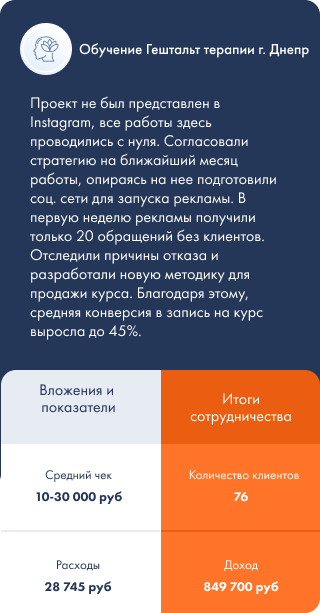 Обучение Гештальт терапии г. Днепр
Проект не был представлен в
Instagram, все работы здесь
проводились с нуля. Согласовали
стратегию на ближайший месяц
работы, опираясь на нее подготовили
соц. сети для запуска рекламы. В
первую неделю рекламы получили
только 20 обращений без клиентов.
Отследили причины отказа и
разработали новую методику для
продажи курса. Благодаря этому,
средняя конверсия в запись на курс
выросла до 45%.
Вложения и
показатели
Итоги
сотрудничества
Средний чек
10-30 000 руб
Количество клиентов
76
Расходы
28 745 руб
Доход
849 700 руб